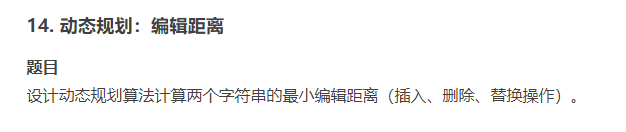 14. 动态规划：编辑距离
题目
设计动态规划算法计算两个字符串的最小编辑距离（插入、删除、替换操作）。